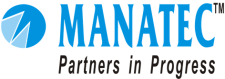 MANATEC™
Partners in Progress